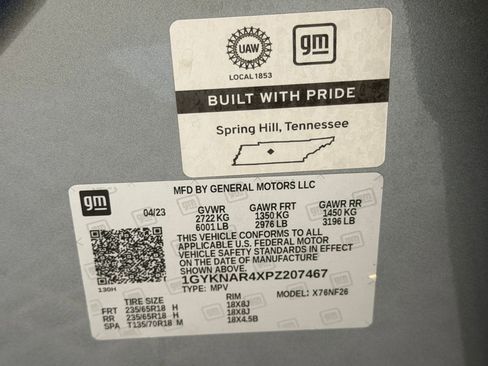 UAW
gm
LOCAL 1853
BUILT WITH PRIDE
Spring Hill, Tennessee
gm
MFD BY GENERAL MOTORS LLC
04/23 GVWR GAWR FRT GAWR RR
2722 KG 1350 KG 1450 KG
6001 LB 2976 LB 3196 LB
THIS VEHICLE CONFORMS TO ALL
APPLICABLE U.S. FEDERAL MOTOR
VEHICLE SAFETY STANDARDS IN EFFECT
ON THE DATE OF MANUFACTURE
SHOWN ABOVE.
130H
1GYKNAR4XPZ207467
TYPE: MPV MODEL: X76NF26
TIRE SIZE RIM
FRT 235/65R18 H 18X8J
RR 235/65R18 H 18X8J
SPA T135/70R18 M 18X4.5B